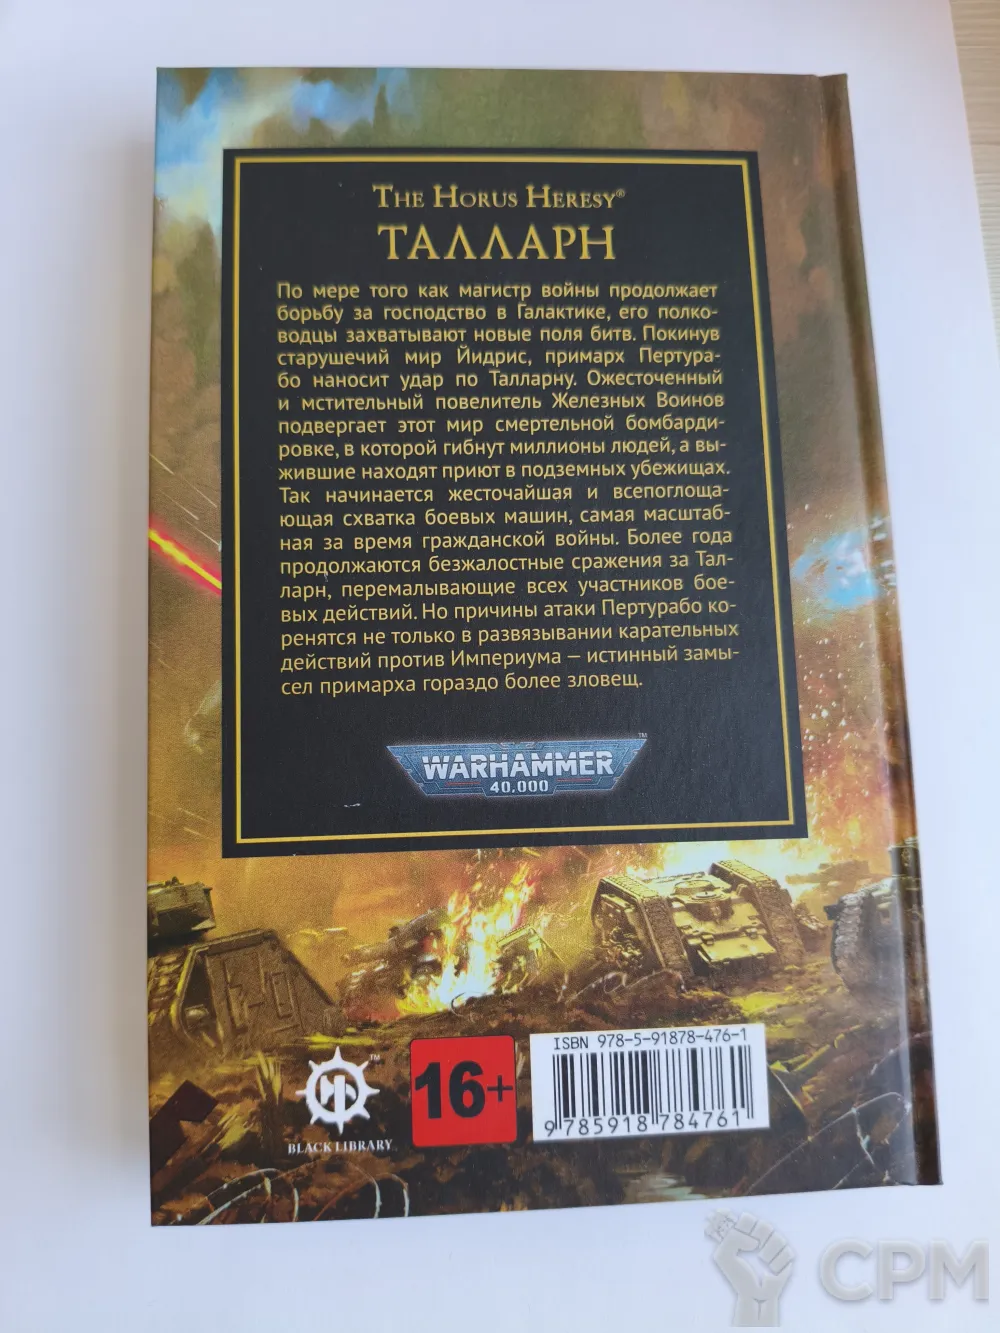 THE HORUS HERESY®
ТАЛЛАРН
По мере того как магистр войны продолжает
борьбу за господство в Галактике, его полко-
водцы захватывают новые поля битв. Покинув
старушечий мир Йидрис, примарх Пертура-
бо наносит удар по Талларну. Ожесточенный
и мстительный повелитель Железных Воинов
подвергает этот мир смертельной бомбарди-
ровке, в которой гибнут миллионы людей, а вы-
жившие находят приют в подземных убежищах.
Так начинается жесточайшая и всепоглоща-
ющая схватка боевых машин, самая масштаб-
ная за время гражданской войны. Более года
продолжаются безжалостные сражения за Тал-
ларн, перемалывающие всех участников бое-
вых действий. Но причины атаки Пертурабо ко-
ренятся не только в развязывании карательных
действий против Империума – истинный замы-
сел примарха гораздо более зловещ.
WARHAMMER™
40,000
ISBN 978-5-91878-476-1
16+
9 785918 784761
BLACK LIBRARY™
CPM